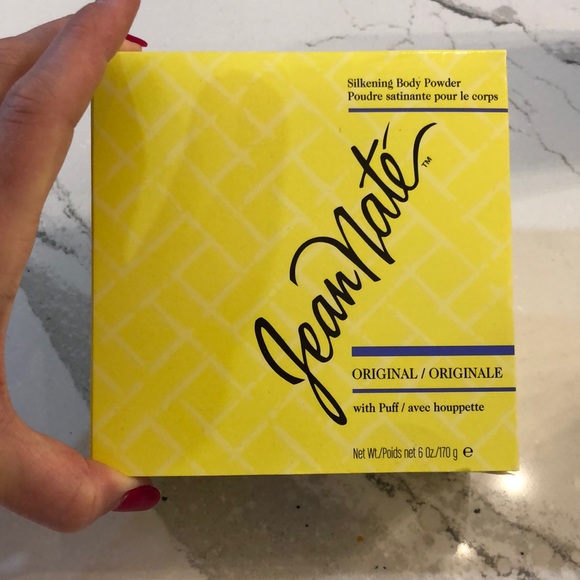 Silkening Body Powder
Poudre satinante pour le corps
Jean Naté™
ORIGINAL / ORIGINALE
with Puff / avec houppette
Net Wt./Poids net 6 Oz./170 g ℮